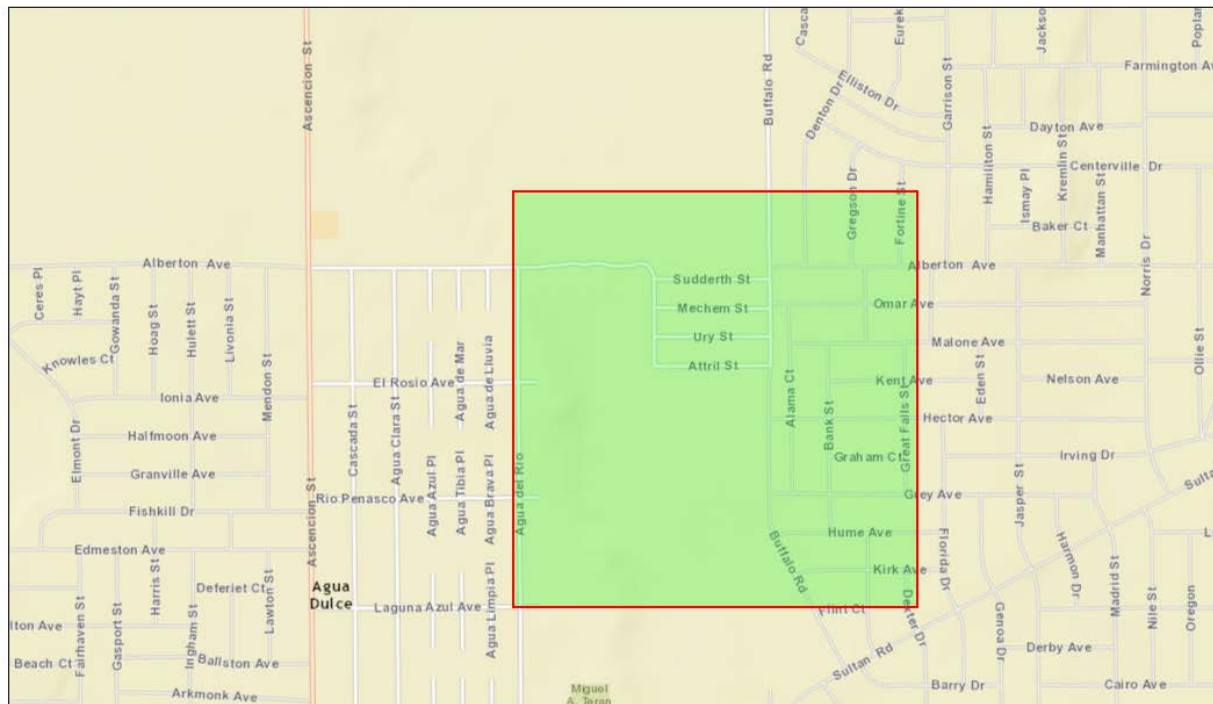 Ascencion St
Buffalo Rd
Casca
Eurek
Jackson
Poplar
Elliston Dr
Garrison St
Farmington Av
Denton Dr
Dayton Ave
Hamiliton St
Kremlin St
Centerville Dr
Gregson Dr
Fortine St
Ismay Pl
Manhattan St
Baker Ct
Norris Dr
Alberton Ave
Alberton Ave
Ceres Pl
Hayt Pl
Gowanda St
Hoag St
Hulett St
Livonia St
Mendon St
Sudderth St
Mechem St
Ury St
Attril St
Omar Ave
Malone Ave
Ollie St
Knowles Ct
Agua de Mar
Agua de Lluvia
El Rosio Ave
Kent Ave
Eden St
Nelson Ave
Ionia Ave
Alama Ct
Great Falls St
Hector Ave
Elmont Dr
Halfmoon Ave
Cascada St
Agua Clara St
Bank St
Graham Ct
Irving Dr
Granville Ave
Agua Azul Pl
Agua Tibia Pl
Agua Brava Pl
Agua del Rio
Sultan
Rio Penasco Ave
Grey Ave
Jasper St
Fishkill Dr
Ascencion St
Hume Ave
Edmeston Ave
Buffalo Rd
Florida Dr
Harmon Dr
Madrid St
Kirk Ave
Harris St
Deferiet Ct
Lawton St
Agua
Dulce
Laguna Azul Ave
Agua Limpia Pl
Flint Ct
Dexter Dr
Genoa Dr
Nile St
Oregon
lton Ave
Fairhaven St
Gasport St
Ingham St
Beach Ct
Ballston Ave
Sultan Rd
Derby Ave
Arkmonk Ave
Miguel
A. Teran
Barry Dr
Cairo Ave